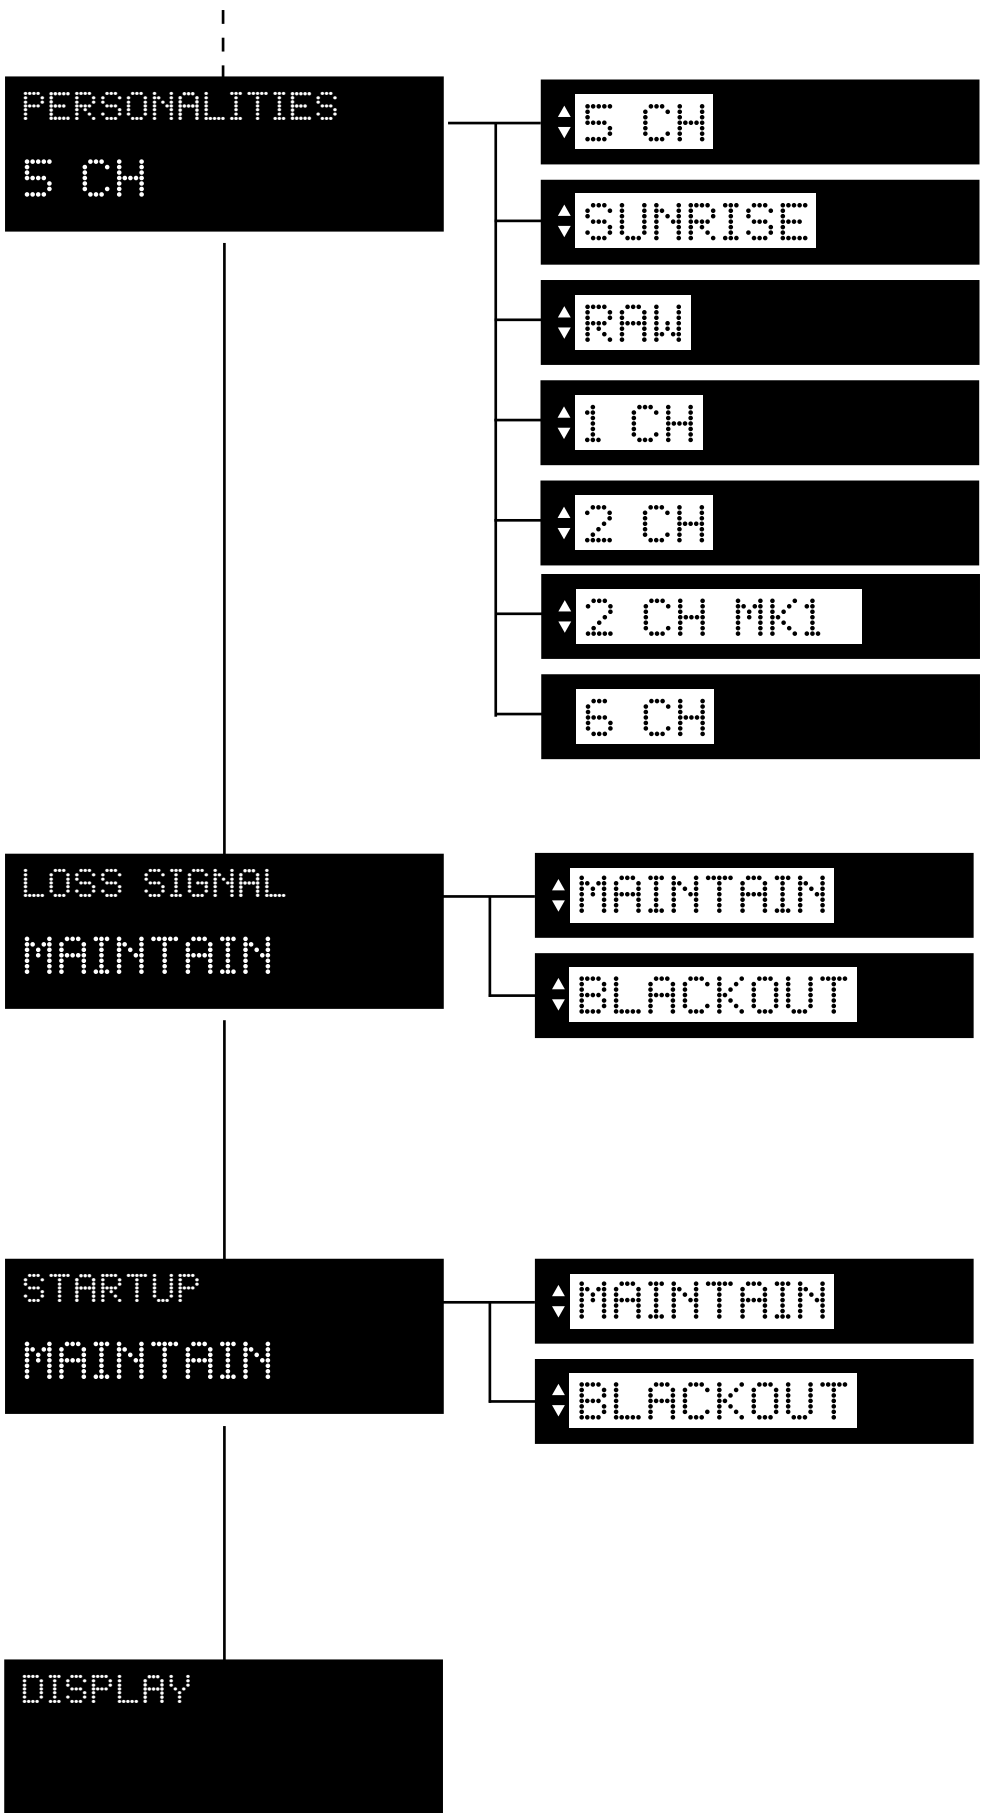 PERSONALITIES
5 CH
5 CH
SUNRISE
RAW
1 CH
2 CH
2 CH MK1
6 CH
LOSS SIGNAL
MAINTAIN
MAINTAIN
BLACKOUT
STARTUP
MAINTAIN
MAINTAIN
BLACKOUT
DISPLAY